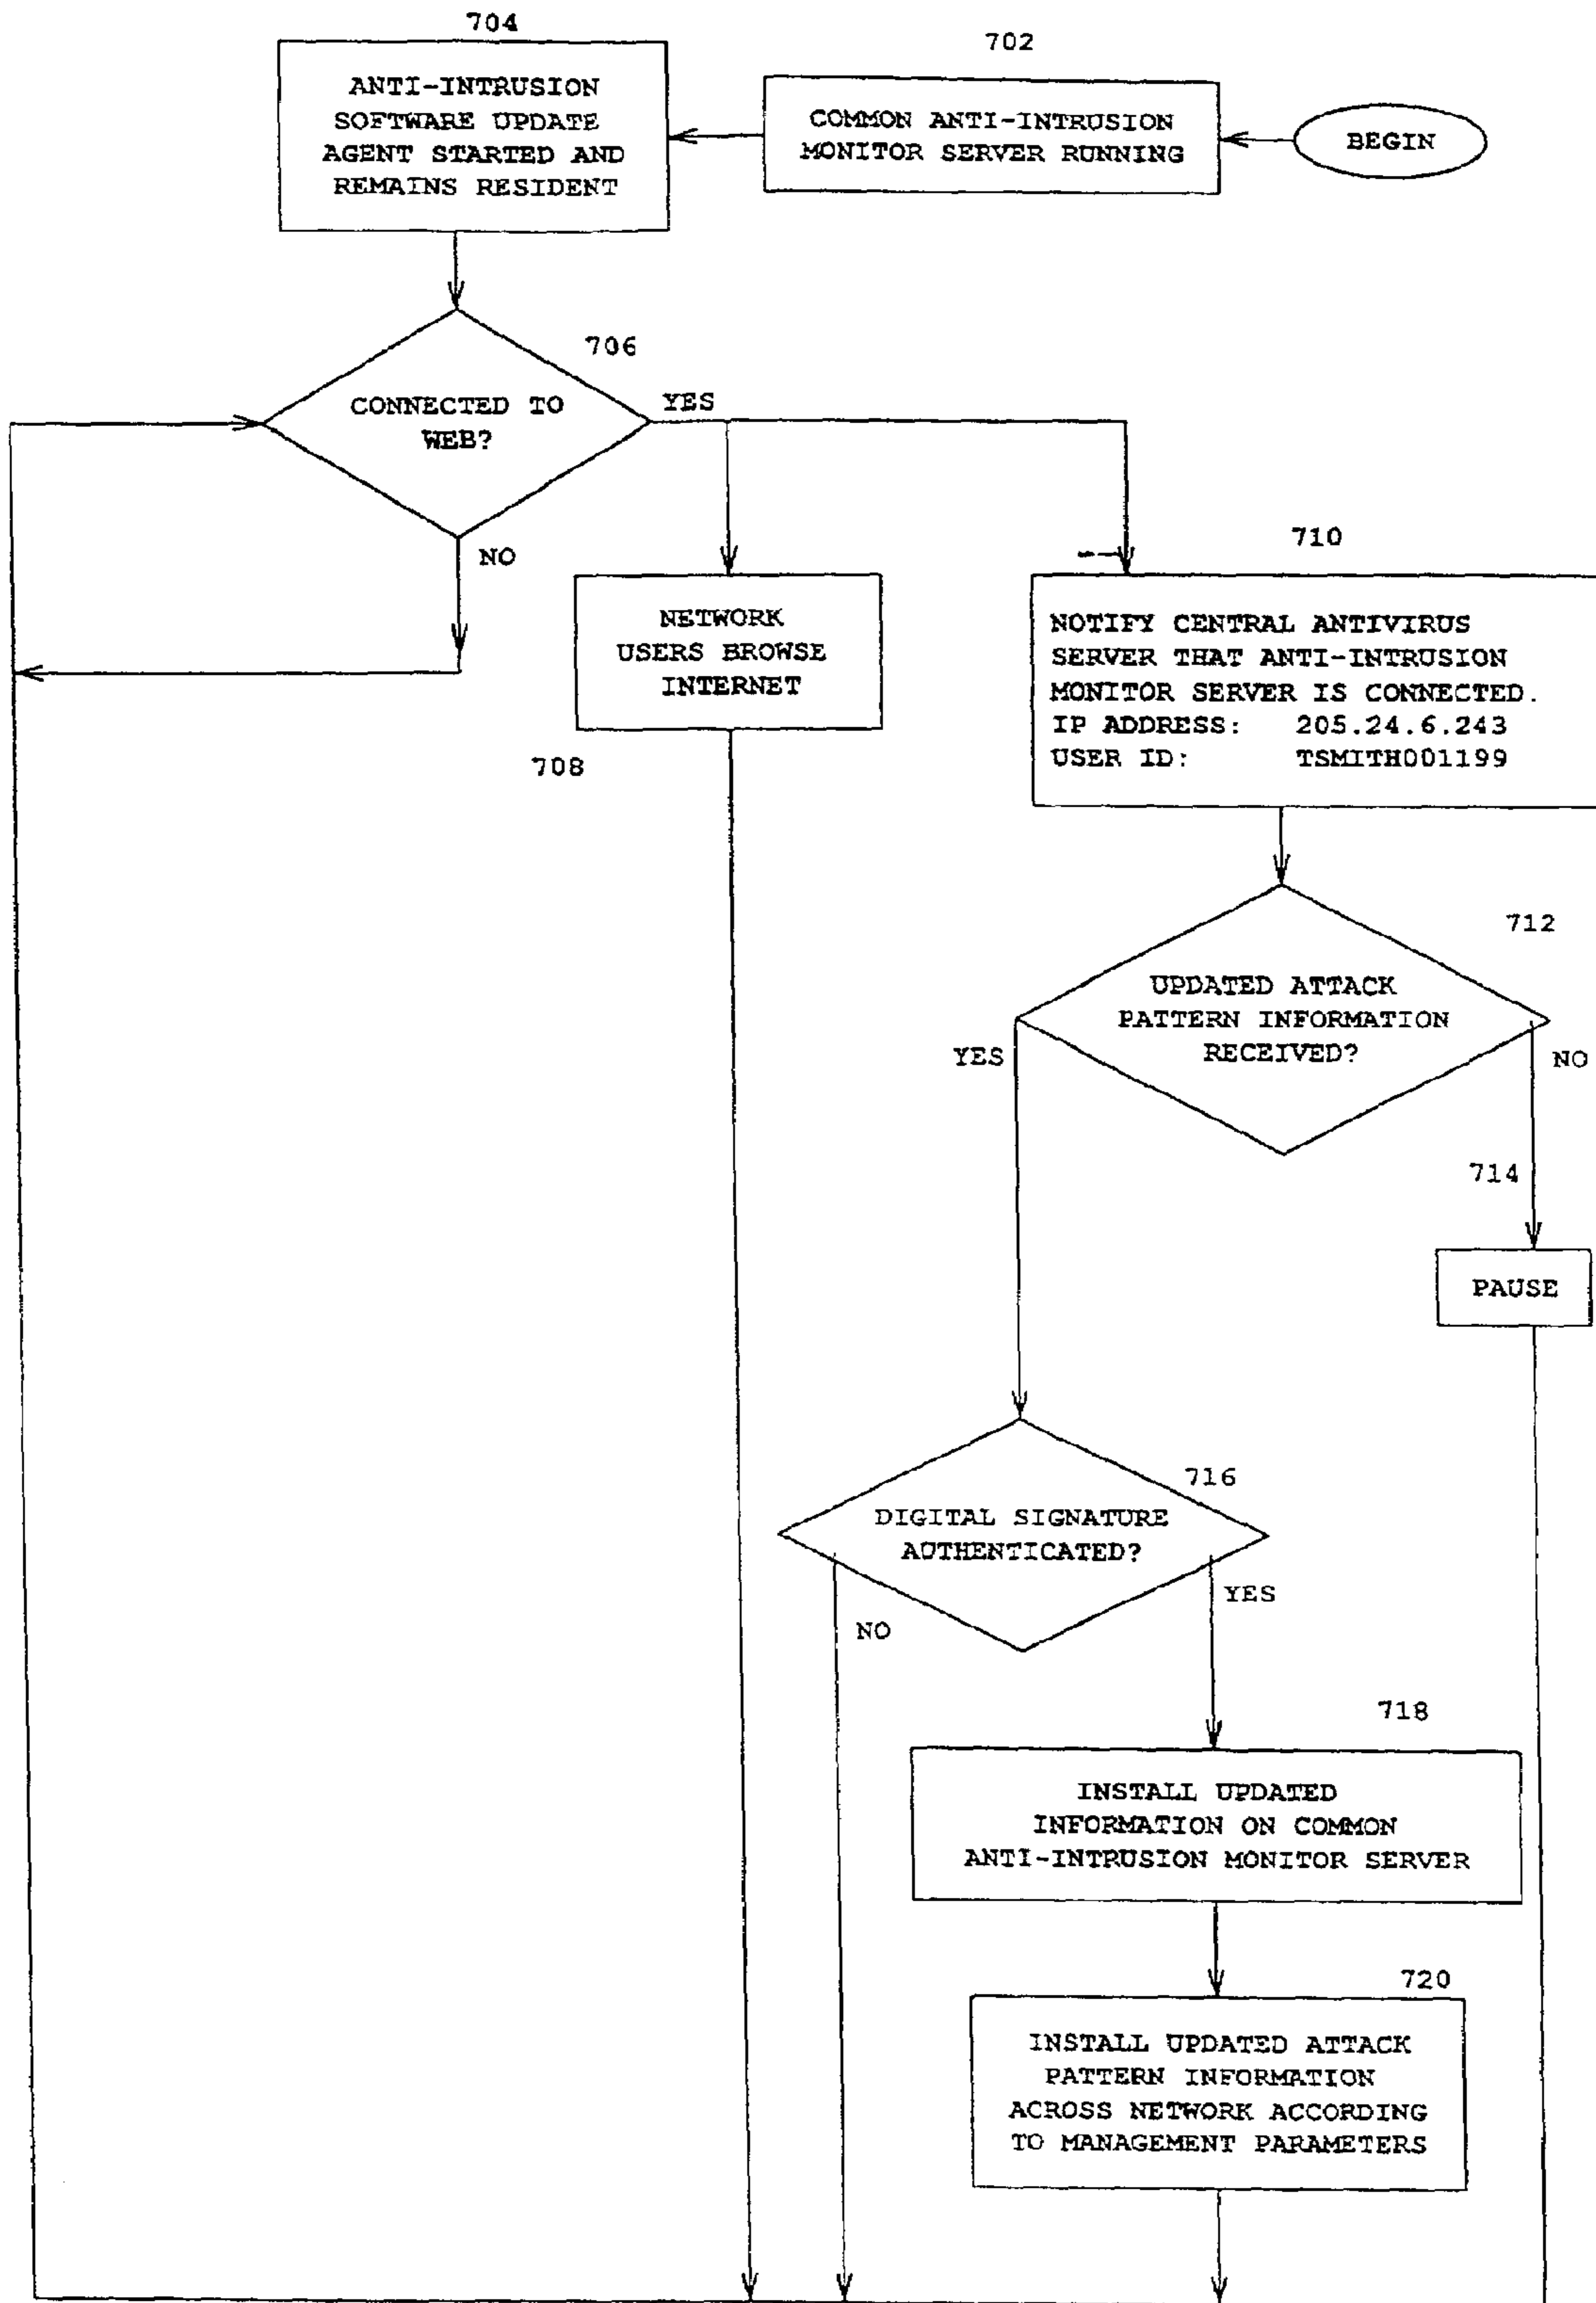 704
ANTI-INTRUSION
SOFTWARE UPDATE
AGENT STARTED AND
REMAINS RESIDENT
702
COMMON ANTI-INTRUSION
MONITOR SERVER RUNNING
BEGIN
706
CONNECTED TO
WEB?
YES
NO
NETWORK
USERS BROWSE
INTERNET
708
710
NOTIFY CENTRAL ANTIVIRUS
SERVER THAT ANTI-INTRUSION
MONITOR SERVER IS CONNECTED.
IP ADDRESS: 205.24.6.243
USER ID: TSMITH001199
712
UPDATED ATTACK
PATTERN INFORMATION
RECEIVED?
YES
NO
714
PAUSE
716
DIGITAL SIGNATURE
AUTHENTICATED?
NO
YES
718
INSTALL UPDATED
INFORMATION ON COMMON
ANTI-INTRUSION MONITOR SERVER
720
INSTALL UPDATED ATTACK
PATTERN INFORMATION
ACROSS NETWORK ACCORDING
TO MANAGEMENT PARAMETERS